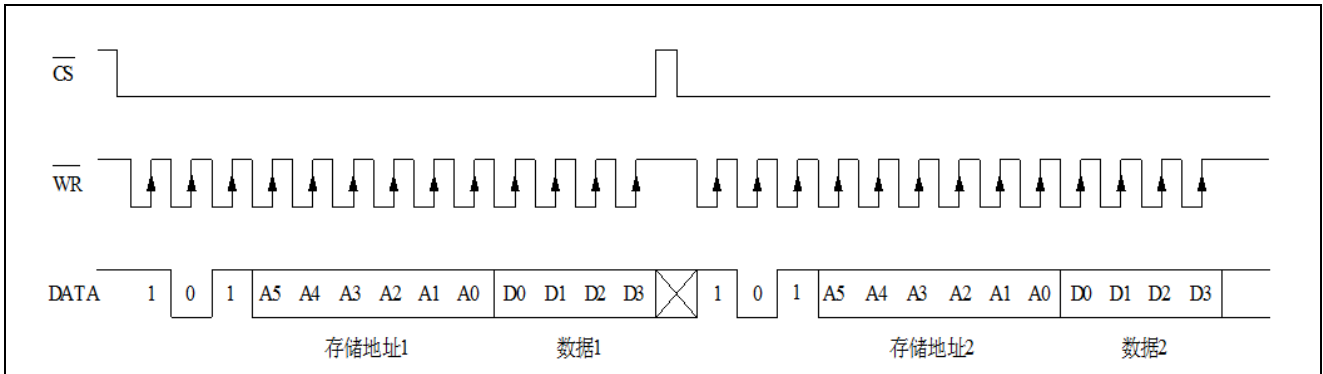 CS
WR
DATA 1 0 1 A5 A4 A3 A2 A1 A0 D0 D1 D2 D3 1 0 1 A5 A4 A3 A2 A1 A0 D0 D1 D2 D3
存储地址1 数据1 存储地址2 数据2